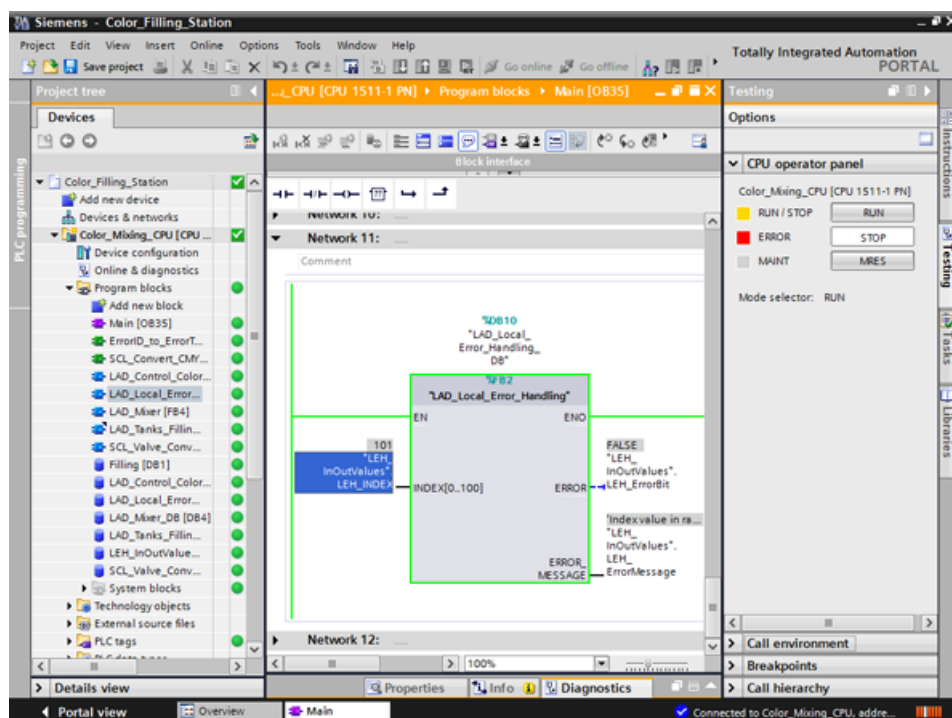 Siemens - Color_Filling_Station
Project Edit View Insert Online Options Tools Window Help
Totally Integrated Automation
PORTAL
Save project
Go online
Go offline
Project tree
...CPU [CPU 1511-1 PN] Program blocks Main [OB35]
Testing
Devices
Options
Block interface
CPU operator panel
Color_Mixing_CPU [CPU 1511-1 PN]
RUN / STOP RUN
ERROR STOP
MAINT MRES
Mode selector: RUN
PLC programming
Color_Filling_Station
Add new device
Devices & networks
Color_Mixing_CPU [CPU ...
Device configuration
Online & diagnostics
Program blocks
Add new block
Main [OB35]
ErrorID_to_ErrorT...
SCL_Convert_CMY...
LAD_Control_Color...
LAD_Local_Error...
LAD_Mixer [FB4]
LAD_Tanks_Fillin...
SCL_Valve_Conv...
Filling [DB1]
LAD_Control_Color...
LAD_Local_Error...
LAD_Mixer_DB [DB4]
LAD_Tanks_Fillin...
LEH_InOutValue...
SCL_Valve_Conv...
System blocks
Technology objects
External source files
PLC tags
Network 10: .....
Network 11: .....
Comment
%DB10
"LAD_Local_
Error_Handling_
DB"
%FB2
"LAD_Local_Error_Handling"
EN ENO
101
"LEH_
InOutValues".
LEH_INDEX
INDEX[0..100]
ERROR
FALSE
"LEH_
InOutValues".
LEH_ErrorBit
ERROR_
MESSAGE
'Index value in ra...
"LEH_
InOutValues".
LEH_
ErrorMessage
Network 12: .....
100%
Instructions
Testing
Tasks
Libraries
Call environment
Breakpoints
Call hierarchy
Details view
Properties
Info
Diagnostics
Portal view
Overview
Main
Connected to Color_Mixing_CPU, addre...